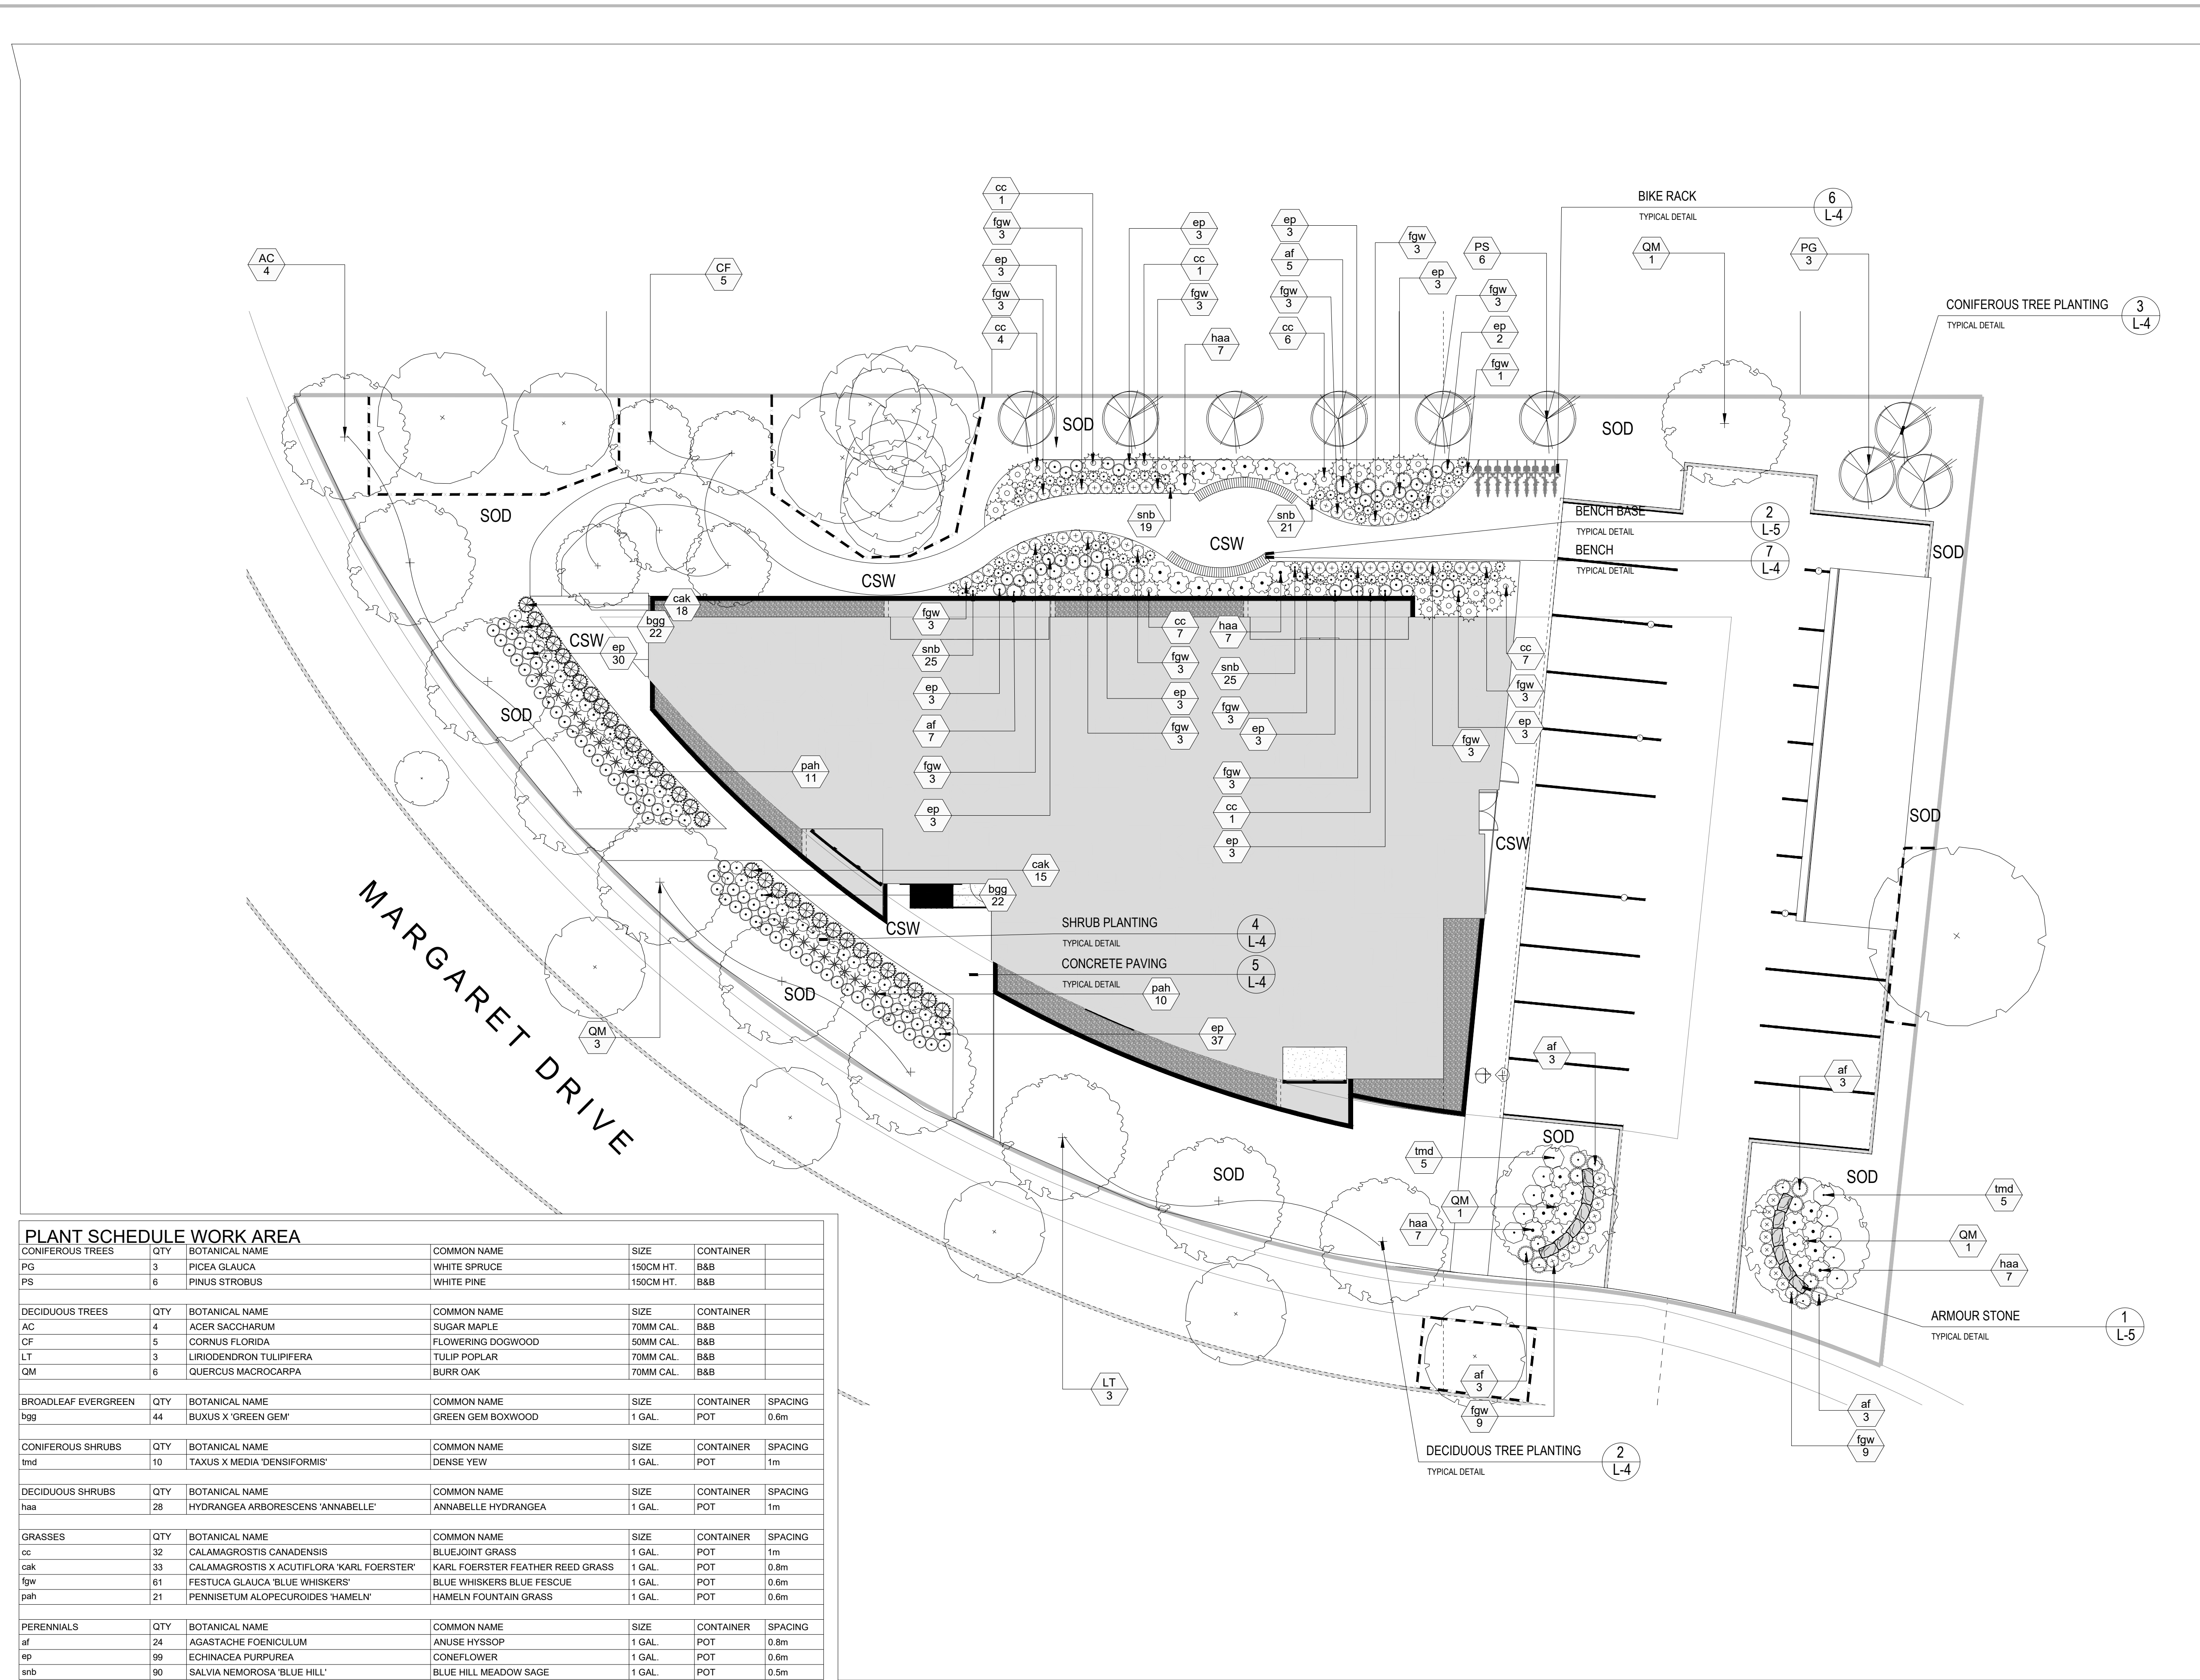 cc
1
fgw
3
ep
3
fgw
3
cc
4
ep
3
cc
1
fgw
3
haa
7
ep
3
af
5
fgw
3
cc
6
fgw
3
ep
3
PS
6
fgw
3
ep
2
fgw
1
BIKE RACK
TYPICAL DETAIL
6
L-4
QM
1
PG
3
CONIFEROUS TREE PLANTING
TYPICAL DETAIL
3
L-4
AC
4
CF
5
SOD
SOD
SOD
SOD
snb
19
snb
21
CSW
CSW
BENCH BASE
TYPICAL DETAIL
2
L-5
BENCH
TYPICAL DETAIL
7
L-4
cak
18
bgg
22
CSW
ep
30
SOD
pah
11
fgw
3
snb
25
ep
3
af
7
fgw
3
ep
3
cc
7
fgw
3
ep
3
fgw
3
haa
7
snb
25
fgw
3
ep
3
fgw
3
cc
1
ep
3
cc
7
fgw
3
ep
3
fgw
3
SOD
CSW
cak
15
bgg
22
CSW
SHRUB PLANTING
TYPICAL DETAIL
4
L-4
CONCRETE PAVING
TYPICAL DETAIL
5
L-4
pah
10
ep
37
SOD
QM
3
MARGARET DRIVE
af
3
af
3
SOD
SOD
SOD
tmd
5
QM
1
haa
7
tmd
5
QM
1
haa
7
ARMOUR STONE
TYPICAL DETAIL
1
L-5
LT
3
af
3
fgw
9
af
3
fgw
9
DECIDUOUS TREE PLANTING
TYPICAL DETAIL
2
L-4
PLANT SCHEDULE WORK AREA
CONIFEROUS TREES QTY BOTANICAL NAME COMMON NAME SIZE CONTAINER
PG 3 PICEA GLAUCA WHITE SPRUCE 150CM HT. B&B
PS 6 PINUS STROBUS WHITE PINE 150CM HT. B&B
DECIDUOUS TREES QTY BOTANICAL NAME COMMON NAME SIZE CONTAINER
AC 4 ACER SACCHARUM SUGAR MAPLE 70MM CAL. B&B
CF 5 CORNUS FLORIDA FLOWERING DOGWOOD 50MM CAL. B&B
LT 3 LIRIODENDRON TULIPIFERA TULIP POPLAR 70MM CAL. B&B
QM 6 QUERCUS MACROCARPA BURR OAK 70MM CAL. B&B
BROADLEAF EVERGREEN QTY BOTANICAL NAME COMMON NAME SIZE CONTAINER SPACING
bgg 44 BUXUS X 'GREEN GEM' GREEN GEM BOXWOOD 1 GAL. POT 0.6m
CONIFEROUS SHRUBS QTY BOTANICAL NAME COMMON NAME SIZE CONTAINER SPACING
tmd 10 TAXUS X MEDIA 'DENSIFORMIS' DENSE YEW 1 GAL. POT 1m
DECIDUOUS SHRUBS QTY BOTANICAL NAME COMMON NAME SIZE CONTAINER SPACING
haa 28 HYDRANGEA ARBORESCENS 'ANNABELLE' ANNABELLE HYDRANGEA 1 GAL. POT 1m
GRASSES QTY BOTANICAL NAME COMMON NAME SIZE CONTAINER SPACING
cc 32 CALAMAGROSTIS CANADENSIS BLUEJOINT GRASS 1 GAL. POT 1m
cak 33 CALAMAGROSTIS X ACUTIFLORA 'KARL FOERSTER' KARL FOERSTER FEATHER REED GRASS 1 GAL. POT 0.8m
fgw 61 FESTUCA GLAUCA 'BLUE WHISKERS' BLUE WHISKERS BLUE FESCUE 1 GAL. POT 0.6m
pah 21 PENNISETUM ALOPECUROIDES 'HAMELN' HAMELN FOUNTAIN GRASS 1 GAL. POT 0.6m
PERENNIALS QTY BOTANICAL NAME COMMON NAME SIZE CONTAINER SPACING
af 24 AGASTACHE FOENICULUM ANUSE HYSSOP 1 GAL. POT 0.8m
ep 99 ECHINACEA PURPUREA CONEFLOWER 1 GAL. POT 0.6m
snb 90 SALVIA NEMOROSA 'BLUE HILL' BLUE HILL MEADOW SAGE 1 GAL. POT 0.5m